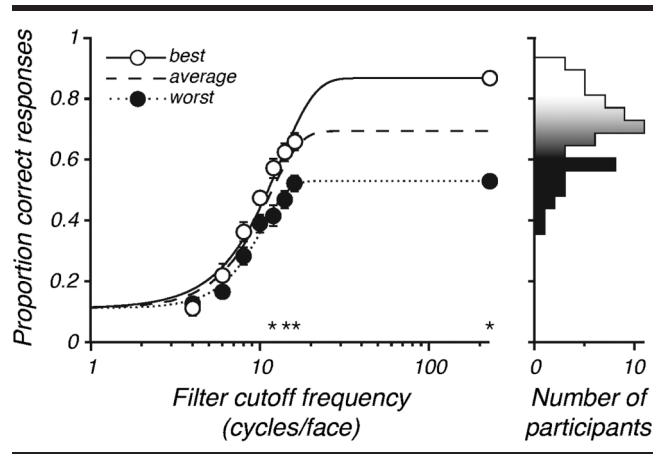 Proportion correct responses
1
0.8
0.6
0.4
0.2
0
best
average
worst
* ** *
1 10 100
Filter cutoff frequency
(cycles/face)
0 10
Number of
participants